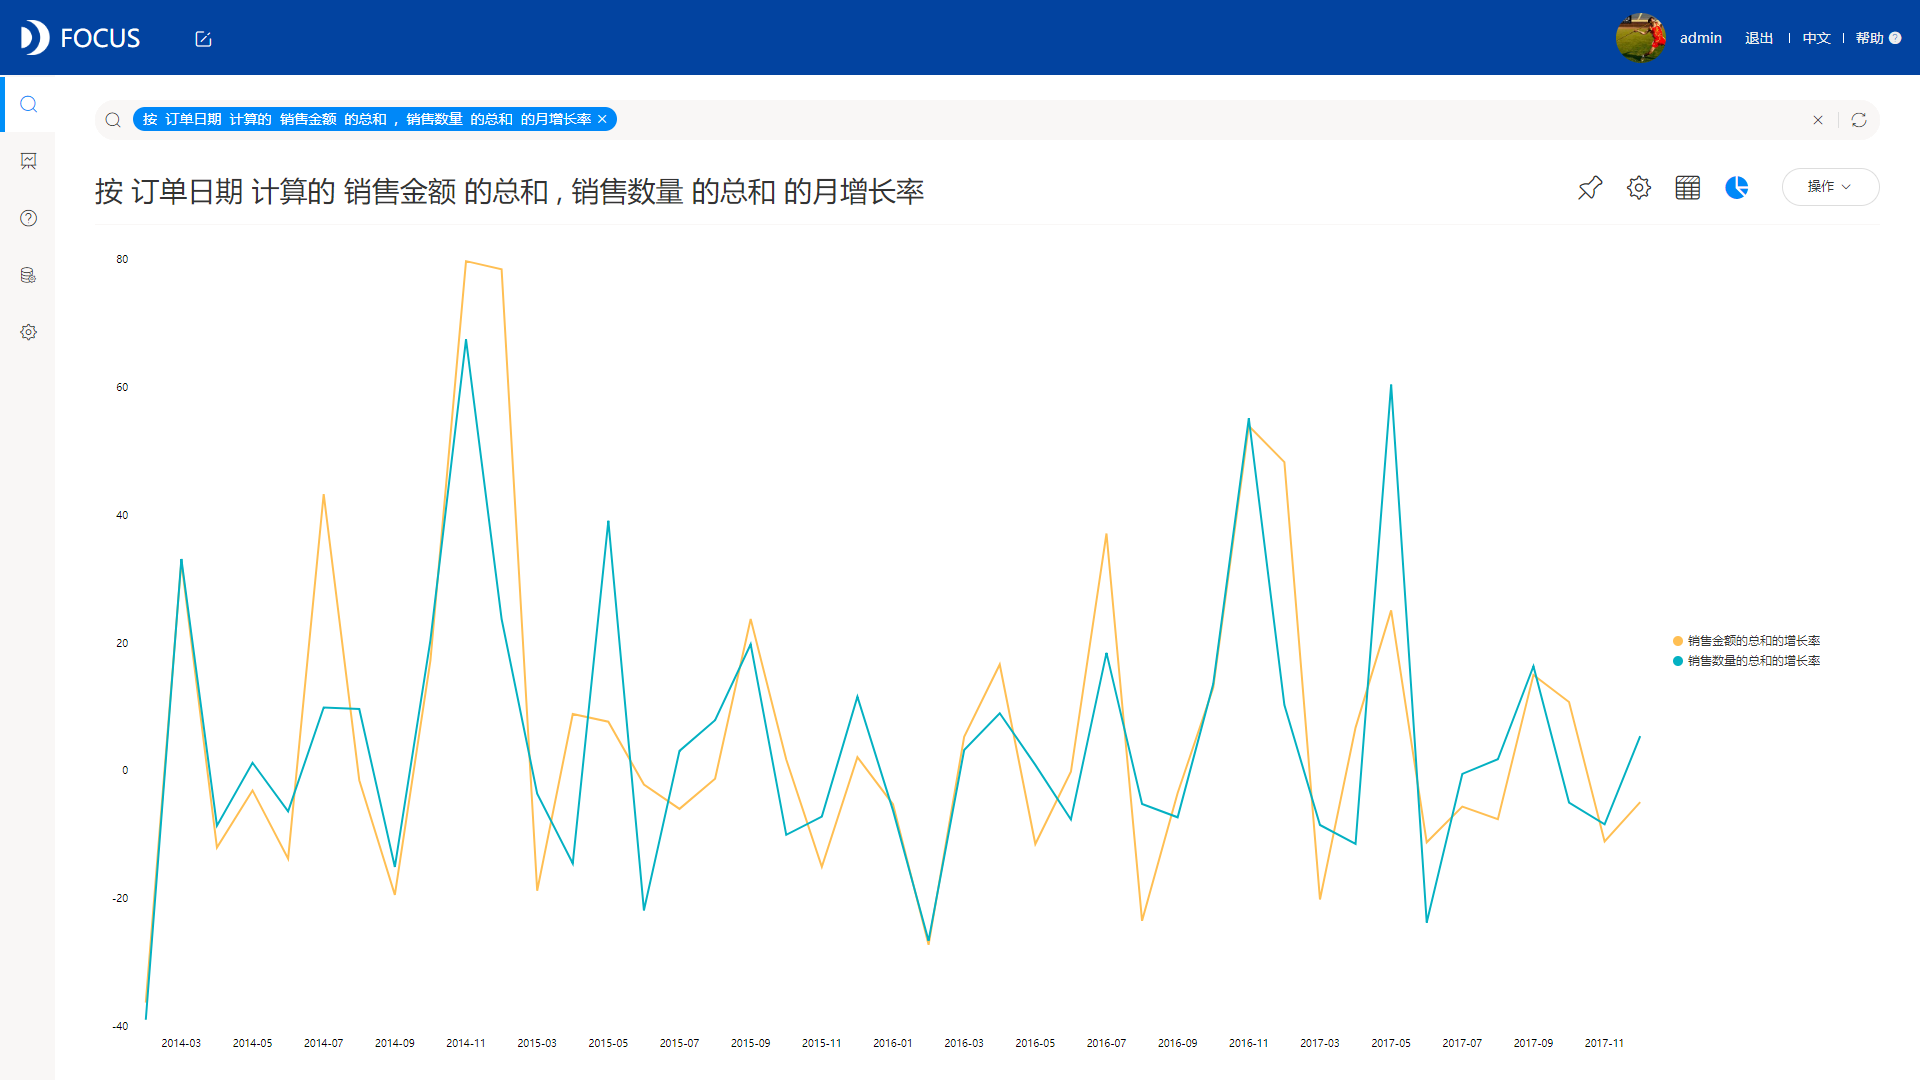 FOCUS
admin 退出 中文 帮助
按 订单日期 计算的 销售金额 的总和 , 销售数量 的总和 的月增长率
按 订单日期 计算的 销售金额 的总和 , 销售数量 的总和 的月增长率
操作
80
60
40
20
0
-20
-40
销售金额的总和的增长率
销售数量的总和的增长率
2014-03 2014-05 2014-07 2014-09 2014-11 2015-03 2015-05 2015-07 2015-09 2015-11 2016-01 2016-03 2016-05 2016-07 2016-09 2016-11 2017-03 2017-05 2017-07 2017-09 2017-11